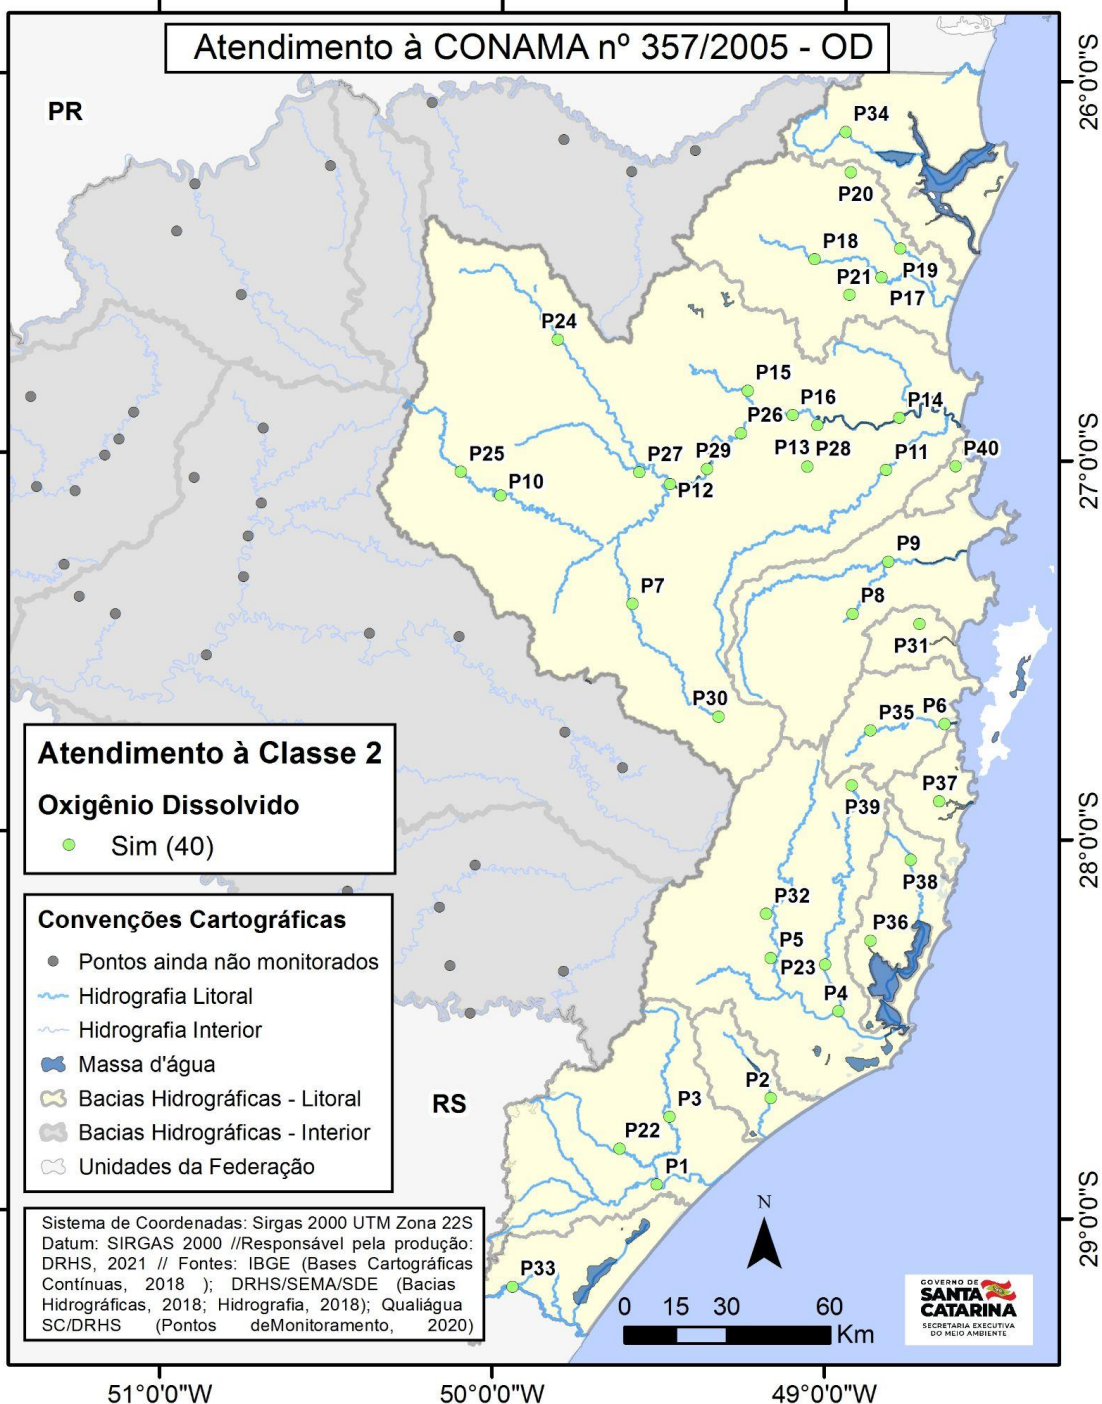 Atendimento à CONAMA nº 357/2005 - OD
PR
26°0'0"S
P34
P20
P18
P19
P21
P17
P24
P15
P16
P14
P26
27°0'0"S
P25
P27
P29
P13
P28
P11
P40
P10
P12
P9
P7
P8
P31
P30
P35
P6
P37
P39
28°0'0"S
P38
P32
P36
P5
P23
P4
P2
RS
P3
P22
P1
29°0'0"S
P33
Atendimento à Classe 2
Oxigênio Dissolvido
Sim (40)
Convenções Cartográficas
Pontos ainda não monitorados
Hidrografia Litoral
Hidrografia Interior
Massa d'água
Bacias Hidrográficas - Litoral
Bacias Hidrográficas - Interior
Unidades da Federação
Sistema de Coordenadas: Sirgas 2000 UTM Zona 22S
Datum: SIRGAS 2000 //Responsável pela produção:
DRHS, 2021 // Fontes: IBGE (Bases Cartográficas
Contínuas, 2018 ); DRHS/SEMA/SDE (Bacias
Hidrográficas, 2018; Hidrografia, 2018); Qualiágua
SC/DRHS (Pontos deMonitoramento, 2020)
N
0 15 30 60
Km
GOVERNO DE
SANTA
CATARINA
SECRETARIA EXECUTIVA
DO MEIO AMBIENTE
51°0'0"W
50°0'0"W
49°0'0"W